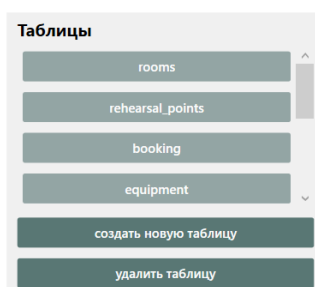 Таблицы
rooms
rehearsal_points
booking
equipment
создать новую таблицу
удалить таблицу